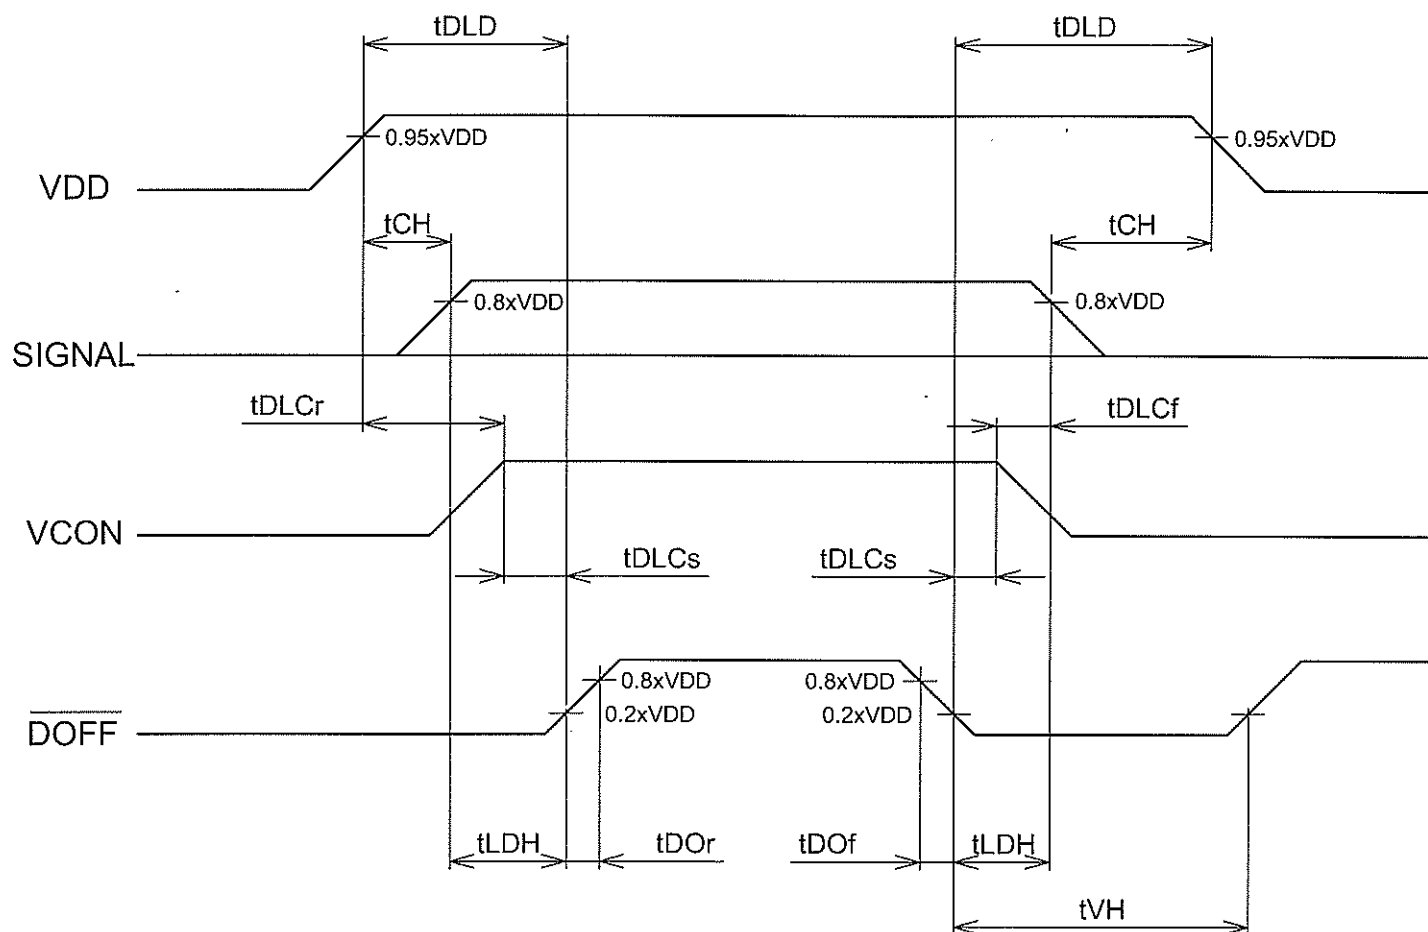 tDLD tDLD
0.95xVDD 0.95xVDD
VDD
tCH tCH
0.8xVDD 0.8xVDD
SIGNAL
tDLCr tDLCf
VCON
tDLCs tDLCs
0.8xVDD 0.8xVDD
0.2xVDD 0.2xVDD
DOFF
tLDH tDOr tDOf tLDH
tVH